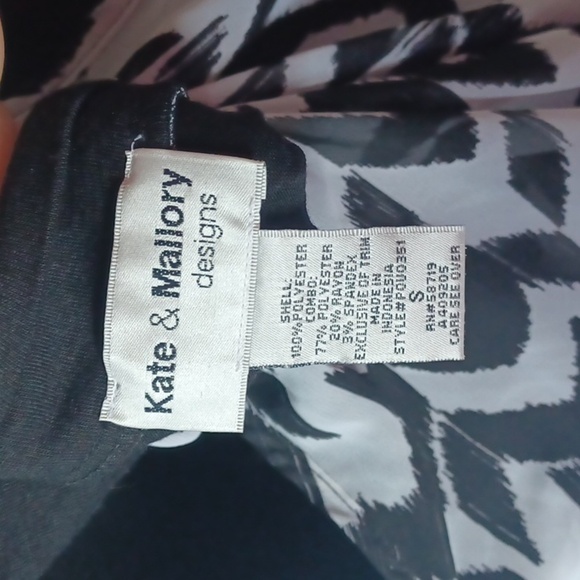 Kate & Mallory
designs
SHELL:
100% POLYESTER
COMBO:
77% POLYESTER
20% RAYON
3% SPANDEX
EXCLUSIVE OF TRIM
MADE IN
INDONESIA
STYLE#POWO351
S
RN#58719
A409205
CARE SEE OVER